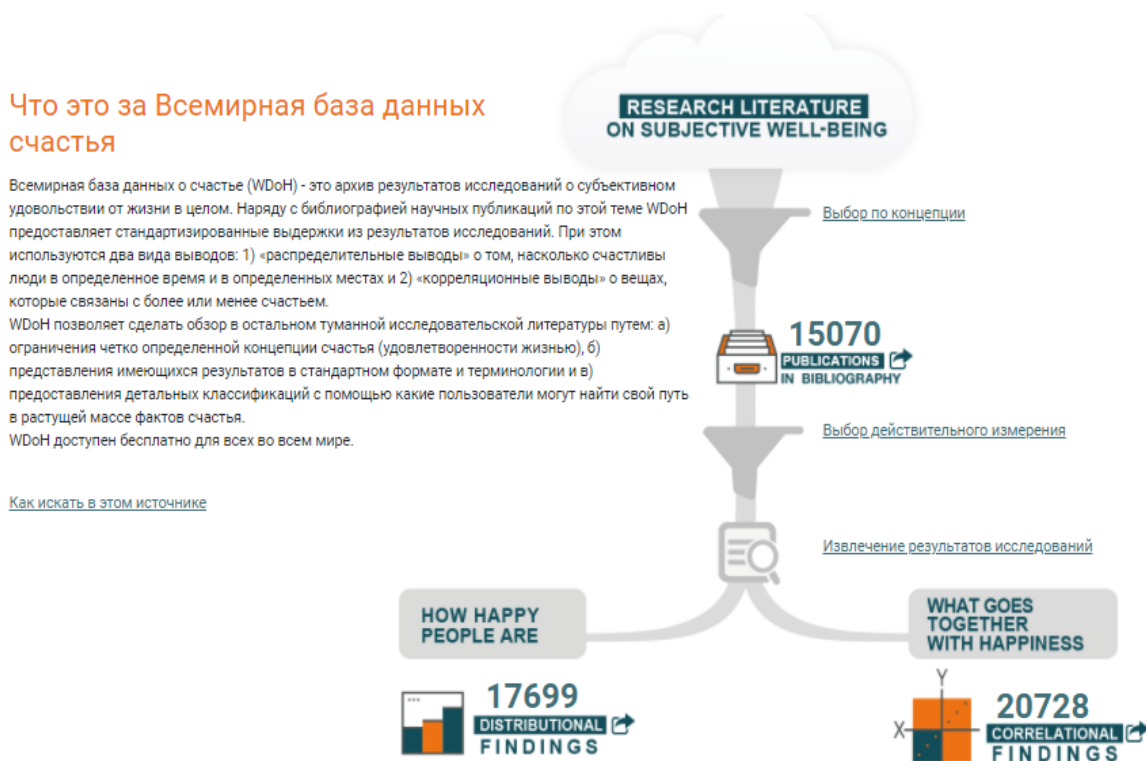 Что это за Всемирная база данных
счастья
Всемирная база данных о счастье (WDoH) - это архив результатов исследований о субъективном
удовольствии от жизни в целом. Наряду с библиографией научных публикаций по этой теме WDoH
предоставляет стандартизированные выдержки из результатов исследований. При этом
используются два вида выводов: 1) «распределительные выводы» о том, насколько счастливы
люди в определенное время и в определенных местах и 2) «корреляционные выводы» о вещах,
которые связаны с более или менее счастьем.
WDoH позволяет сделать обзор в остальном туманной исследовательской литературы путем: а)
ограничения четко определенной концепции счастья (удовлетворенности жизнью), б)
представления имеющихся результатов в стандартном формате и терминологии и в)
предоставления детальных классификаций с помощью какие пользователи могут найти свой путь
в растущей массе фактов счастья.
WDoH доступен бесплатно для всех во всем мире.
Как искать в этом источнике
RESEARCH LITERATURE
ON SUBJECTIVE WELL-BEING
Выбор по концепции
15070
PUBLICATIONS
IN BIBLIOGRAPHY
Выбор действительного измерения
Извлечение результатов исследований
HOW HAPPY
PEOPLE ARE
17699
DISTRIBUTIONAL
FINDINGS
WHAT GOES
TOGETHER
WITH HAPPINESS
Y
X
20728
CORRELATIONAL
FINDINGS